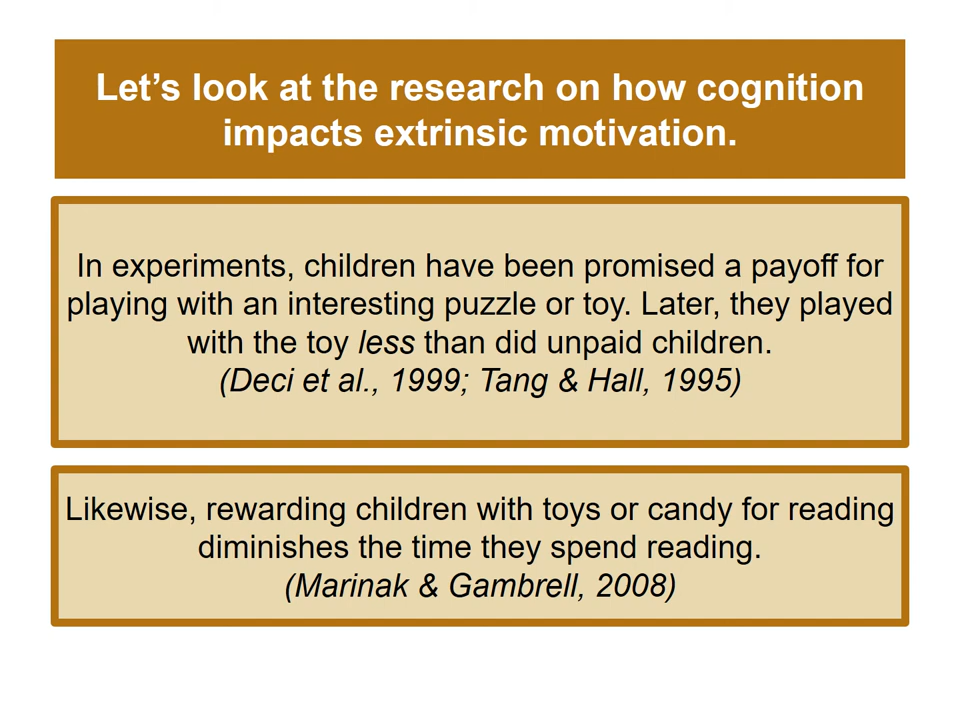 Let’s look at the research on how cognition
impacts extrinsic motivation.
In experiments, children have been promised a payoff for
playing with an interesting puzzle or toy. Later, they played
with the toy less than did unpaid children.
(Deci et al., 1999; Tang & Hall, 1995)
Likewise, rewarding children with toys or candy for reading
diminishes the time they spend reading.
(Marinak & Gambrell, 2008)